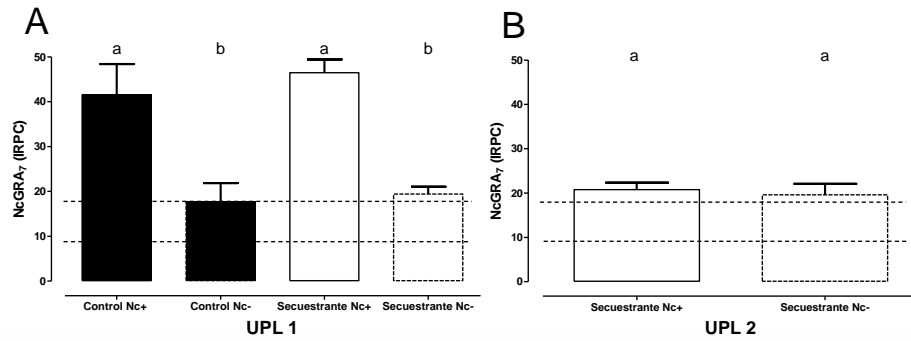 A
a b a b
NcGRA7 (IRPC)
50
40
30
20
10
0
Control Nc+ Control Nc- Secuestrante Nc+ Secuestrante Nc-
UPL 1
B
a a
NcGRA7 (IRPC)
50
40
30
20
10
0
Secuestrante Nc+ Secuestrante Nc-
UPL 2